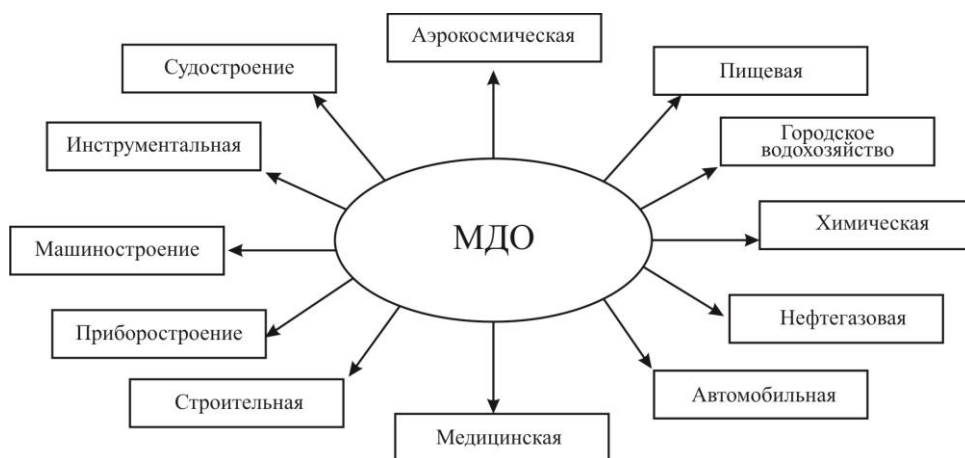 Аэрокосмическая
Судостроение
Пищевая
Инструментальная
Городское
водохозяйство
МДО
Химическая
Машиностроение
Нефтегазовая
Приборостроение
Автомобильная
Строительная
Медицинская